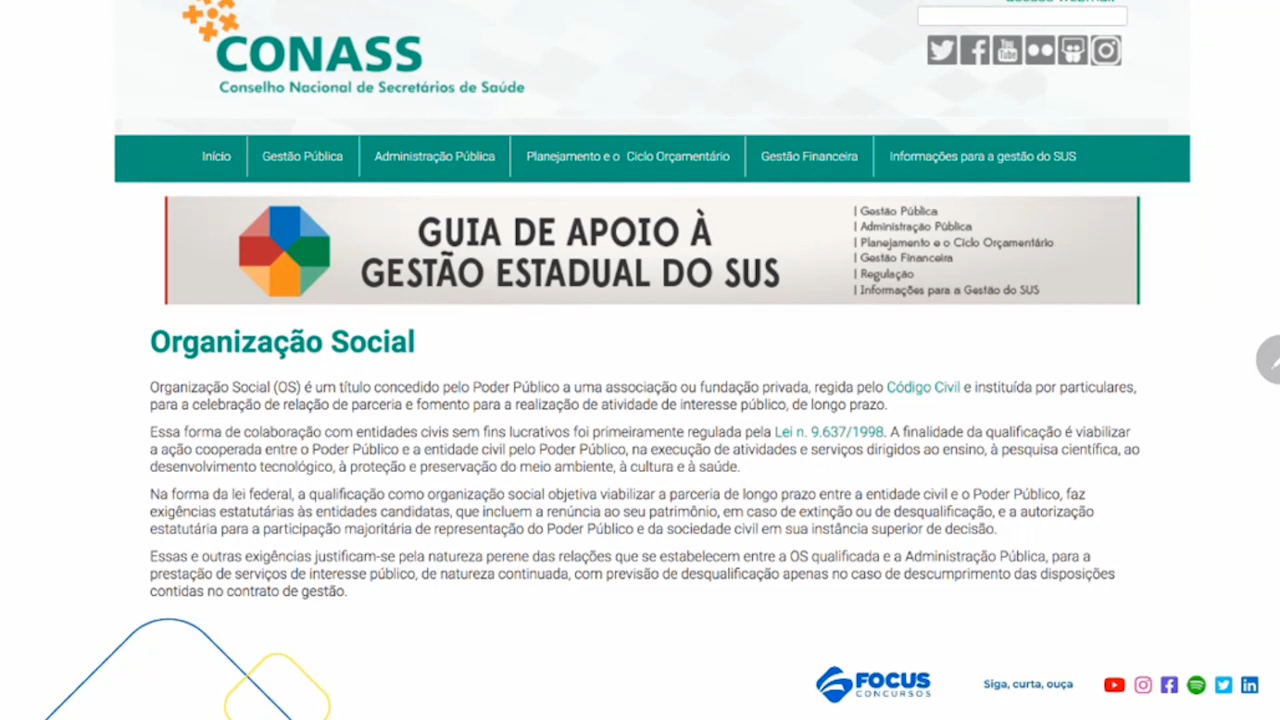 CONASS
Conselho Nacional de Secretários de Saúde
You
Tube
Início
Gestão Pública
Administração Pública
Planejamento e o Ciclo Orçamentário
Gestão Financeira
Informações para a gestão do SUS
GUIA DE APOIO À
GESTÃO ESTADUAL DO SUS
| Gestão Pública
| Administração Pública
| Planejamento e o Ciclo Orçamentário
| Gestão Financeira
| Regulação
| Informações para a Gestão do SUS
Organização Social
Organização Social (OS) é um título concedido pelo Poder Público a uma associação ou fundação privada, regida pelo Código Civil e instituída por particulares,
para a celebração de relação de parceria e fomento para a realização de atividade de interesse público, de longo prazo.
Essa forma de colaboração com entidades civis sem fins lucrativos foi primeiramente regulada pela Lei n. 9.637/1998. A finalidade da qualificação é viabilizar
a ação cooperada entre o Poder Público e a entidade civil pelo Poder Público, na execução de atividades e serviços dirigidos ao ensino, à pesquisa científica, ao
desenvolvimento tecnológico, à proteção e preservação do meio ambiente, à cultura e à saúde.
Na forma da lei federal, a qualificação como organização social objetiva viabilizar a parceria de longo prazo entre a entidade civil e o Poder Público, faz
exigências estatutárias às entidades candidatas, que incluem a renúncia ao seu patrimônio, em caso de extinção ou de desqualificação, e a autorização
estatutária para a participação majoritária de representação do Poder Público e da sociedade civil em sua instância superior de decisão.
Essas e outras exigências justificam-se pela natureza perene das relações que se estabelecem entre a OS qualificada e a Administração Pública, para a
prestação de serviços de interesse público, de natureza continuada, com previsão de desqualificação apenas no caso de descumprimento das disposições
contidas no contrato de gestão.
FOCUS
CONCURSOS
Siga, curta, ouça